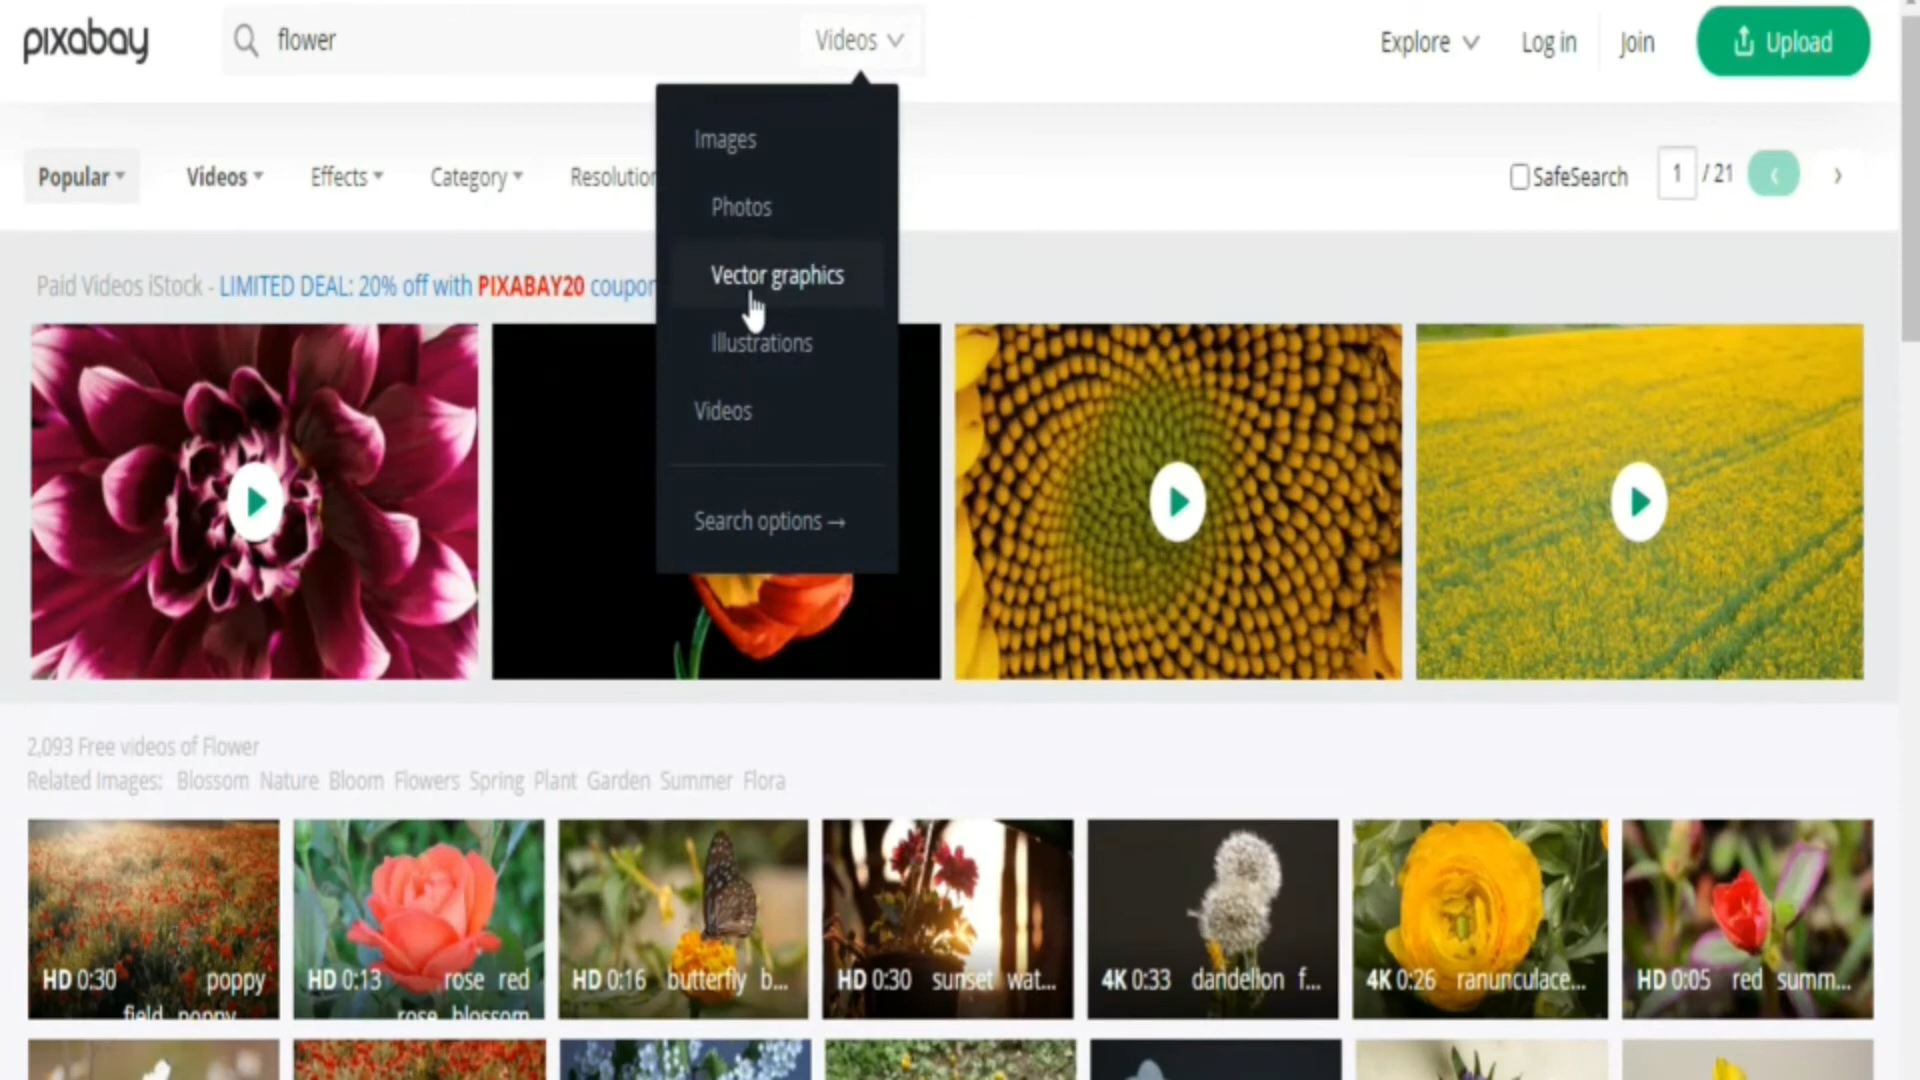 pixabay
flower
Videos
Explore
Log in
Join
Upload
Images
Photos
Vector graphics
Illustrations
Videos
Search options →
Popular
Videos
Effects
Category
SafeSearch
1
/ 21
Paid Videos iStock - LIMITED DEAL: 20% off with PIXABAY20 coupon
2,093 Free videos of Flower
Related Images: Blossom Nature Bloom Flowers Spring Plant Garden Summer Flora
HD 0:30 poppy
field poppy
HD 0:13 rose red
rose blossom
HD 0:16 butterfly b...
HD 0:30 sunset wat...
4K 0:33 dandelion f...
4K 0:26 ranunculace...
HD 0:05 red summ...